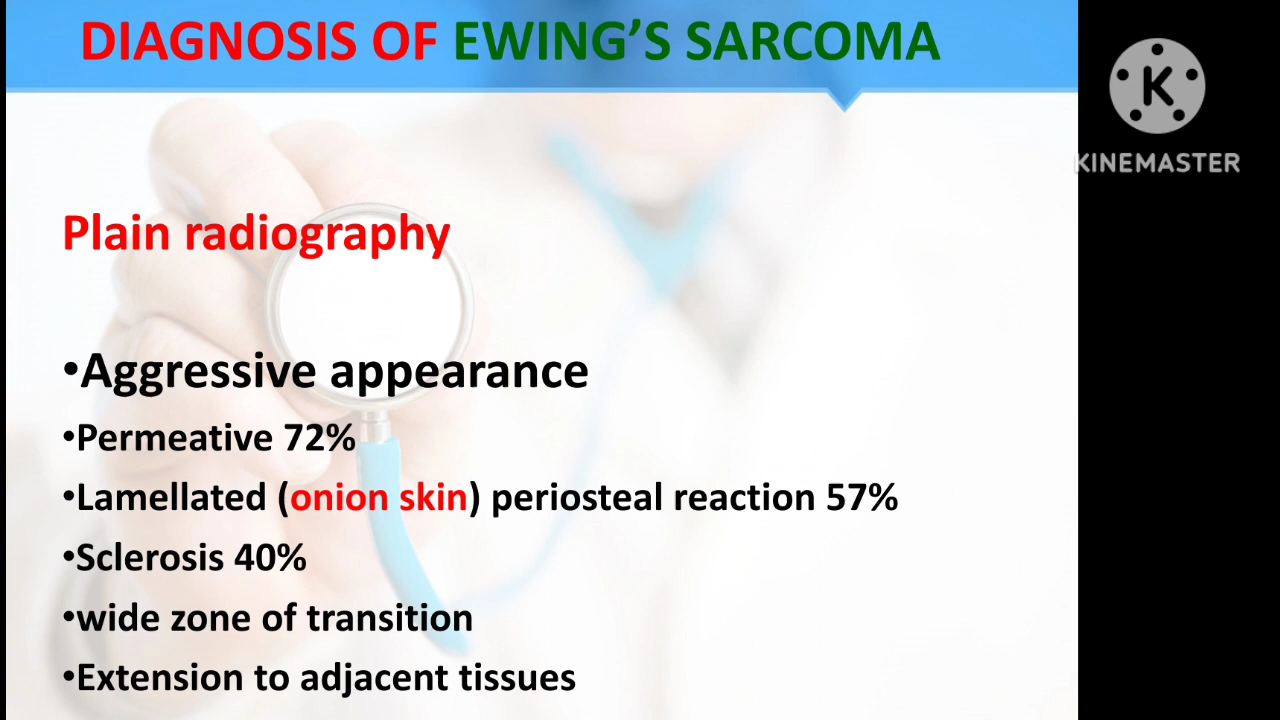 DIAGNOSIS OF EWING’S SARCOMA
K
KINEMASTER
Plain radiography
•Aggressive appearance
•Permeative 72%
•Lamellated (onion skin) periosteal reaction 57%
•Sclerosis 40%
•wide zone of transition
•Extension to adjacent tissues